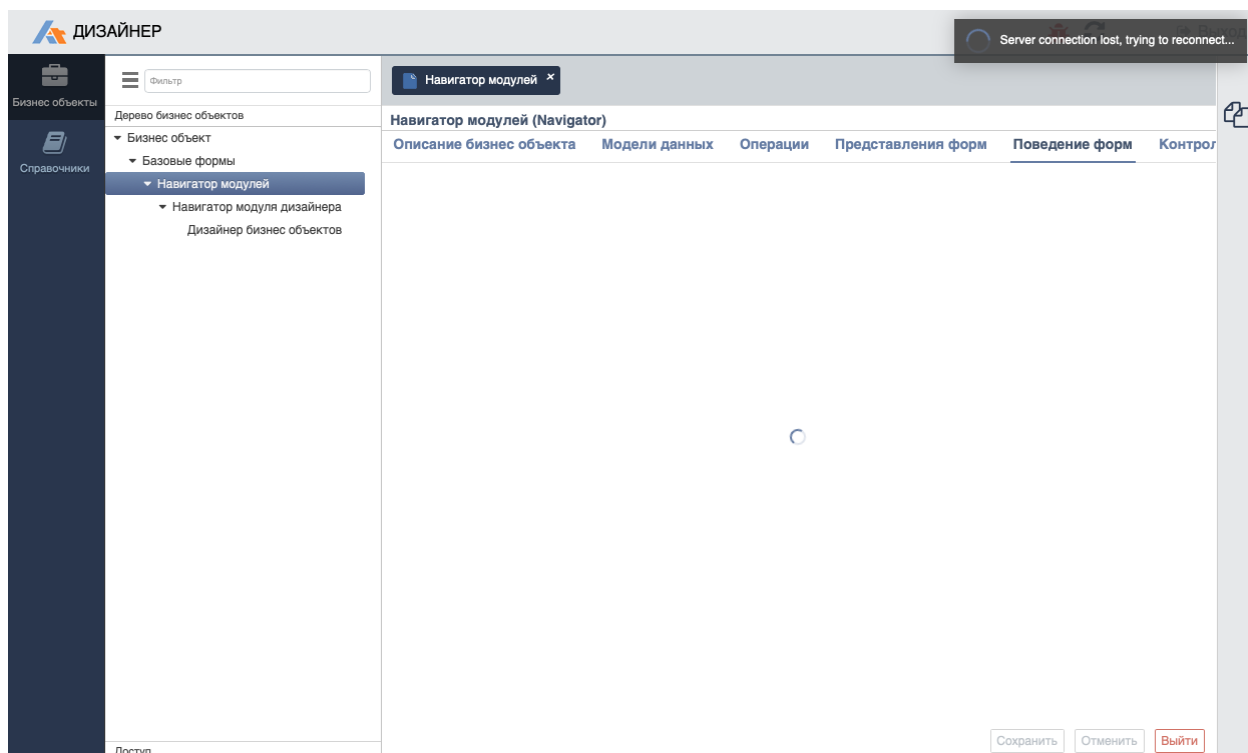 ДИЗАЙНЕР
Server connection lost, trying to reconnect...
Бизнес объекты
Справочники
Фильтр
Дерево бизнес объектов
Бизнес объект
Базовые формы
Навигатор модулей
Навигатор модуля дизайнера
Дизайнер бизнес объектов
Навигатор модулей ×
Навигатор модулей (Navigator)
Описание бизнес объекта Модели данных Операции Представления форм Поведение форм Контрол
Сохранить Отменить Выйти